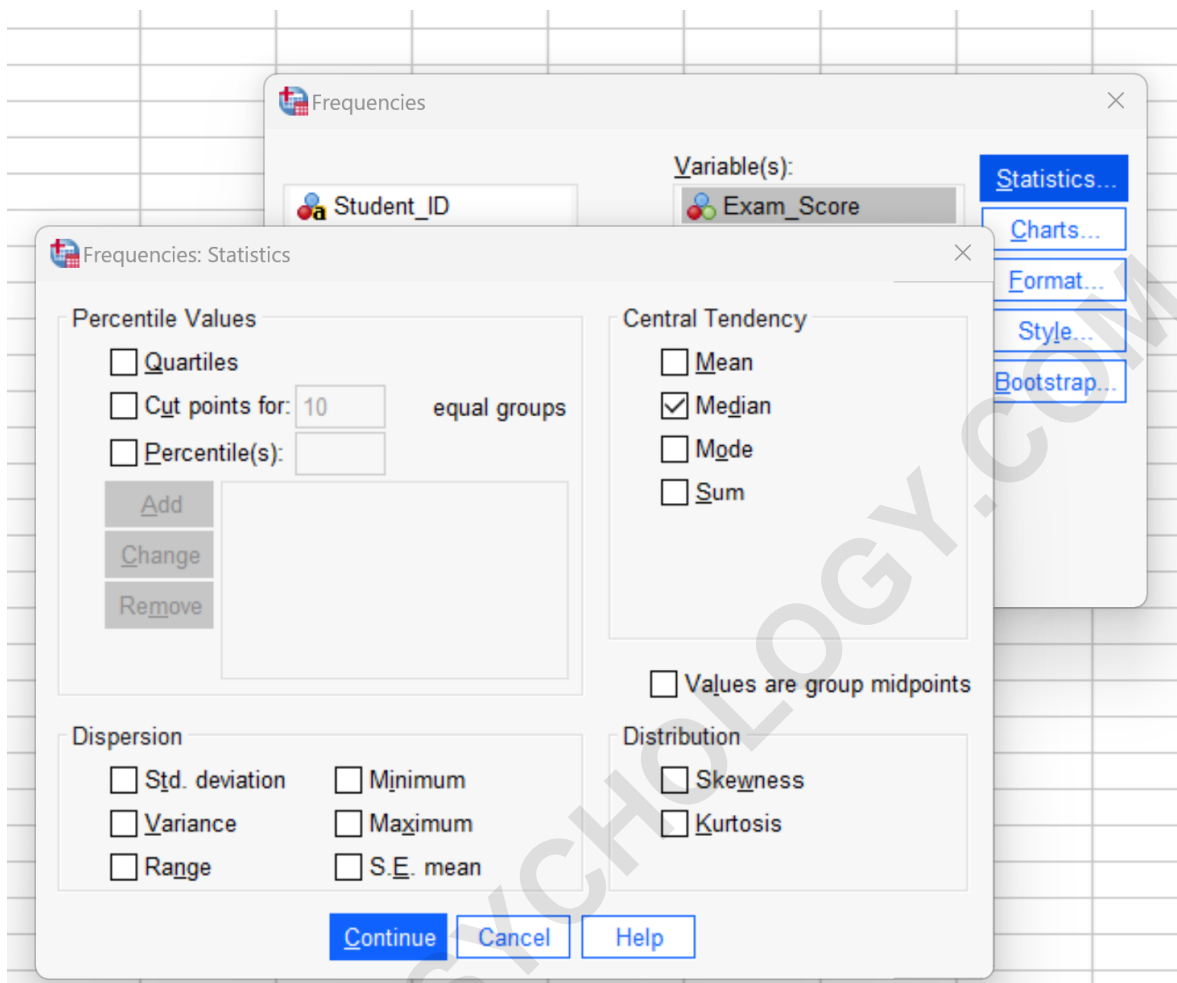 Frequencies
Variable(s):
Student_ID
Exam_Score
Statistics...
Charts...
Format...
Style...
Bootstrap...
Frequencies: Statistics
Percentile Values
Quartiles
Cut points for: 10 equal groups
Percentile(s):
Add
Change
Remove
Central Tendency
Mean
Median
Mode
Sum
Values are group midpoints
Dispersion
Std. deviation
Minimum
Variance
Maximum
Range
S.E. mean
Distribution
Skewness
Kurtosis
Continue
Cancel
Help
SYCHOLOGY.COM